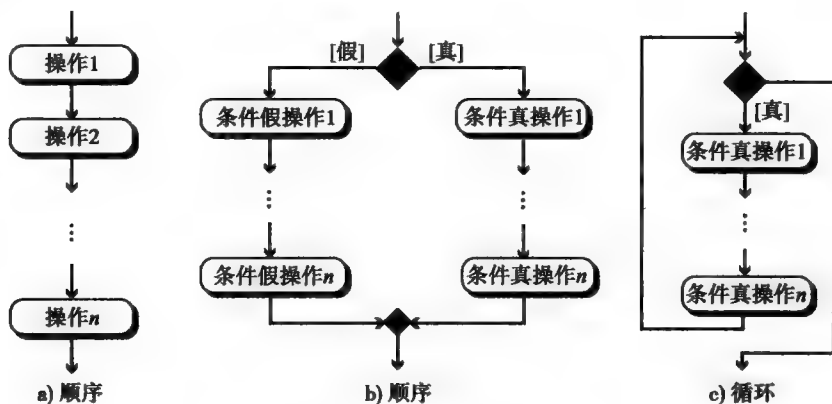 操作1
操作2
⋮
操作n
a) 顺序
[假] [真]
条件假操作1 条件真操作1
⋮ ⋮
条件假操作n 条件真操作n
b) 顺序
[真]
条件真操作1
⋮
条件真操作n
c) 循环